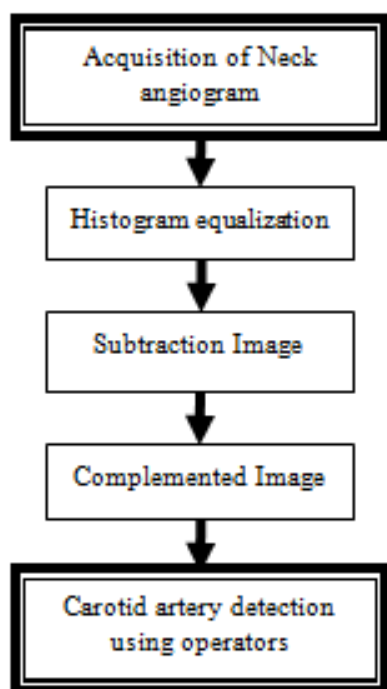 Acquisition of Neck
angiogram
Histogram equalization
Subtraction Image
Complemented Image
Carotid artery detection
using operators